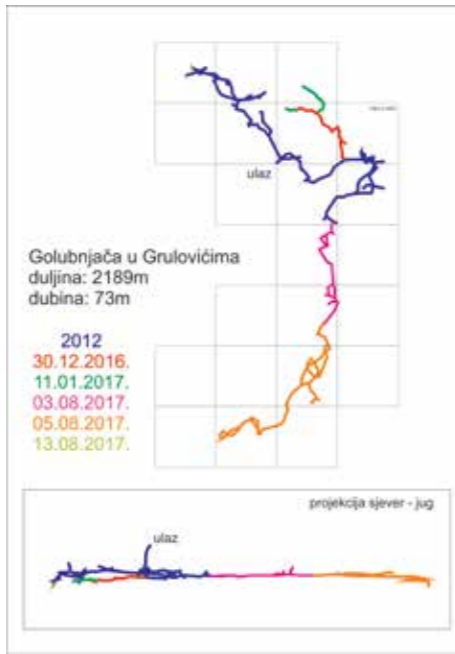 ulaz
Golubnjača u Grulovićima
duljina: 2189m
dubina: 73m
2012
30.12.2016.
11.01.2017.
03.08.2017.
05.08.2017.
13.08.2017.
projekcija sjever - jug
ulaz